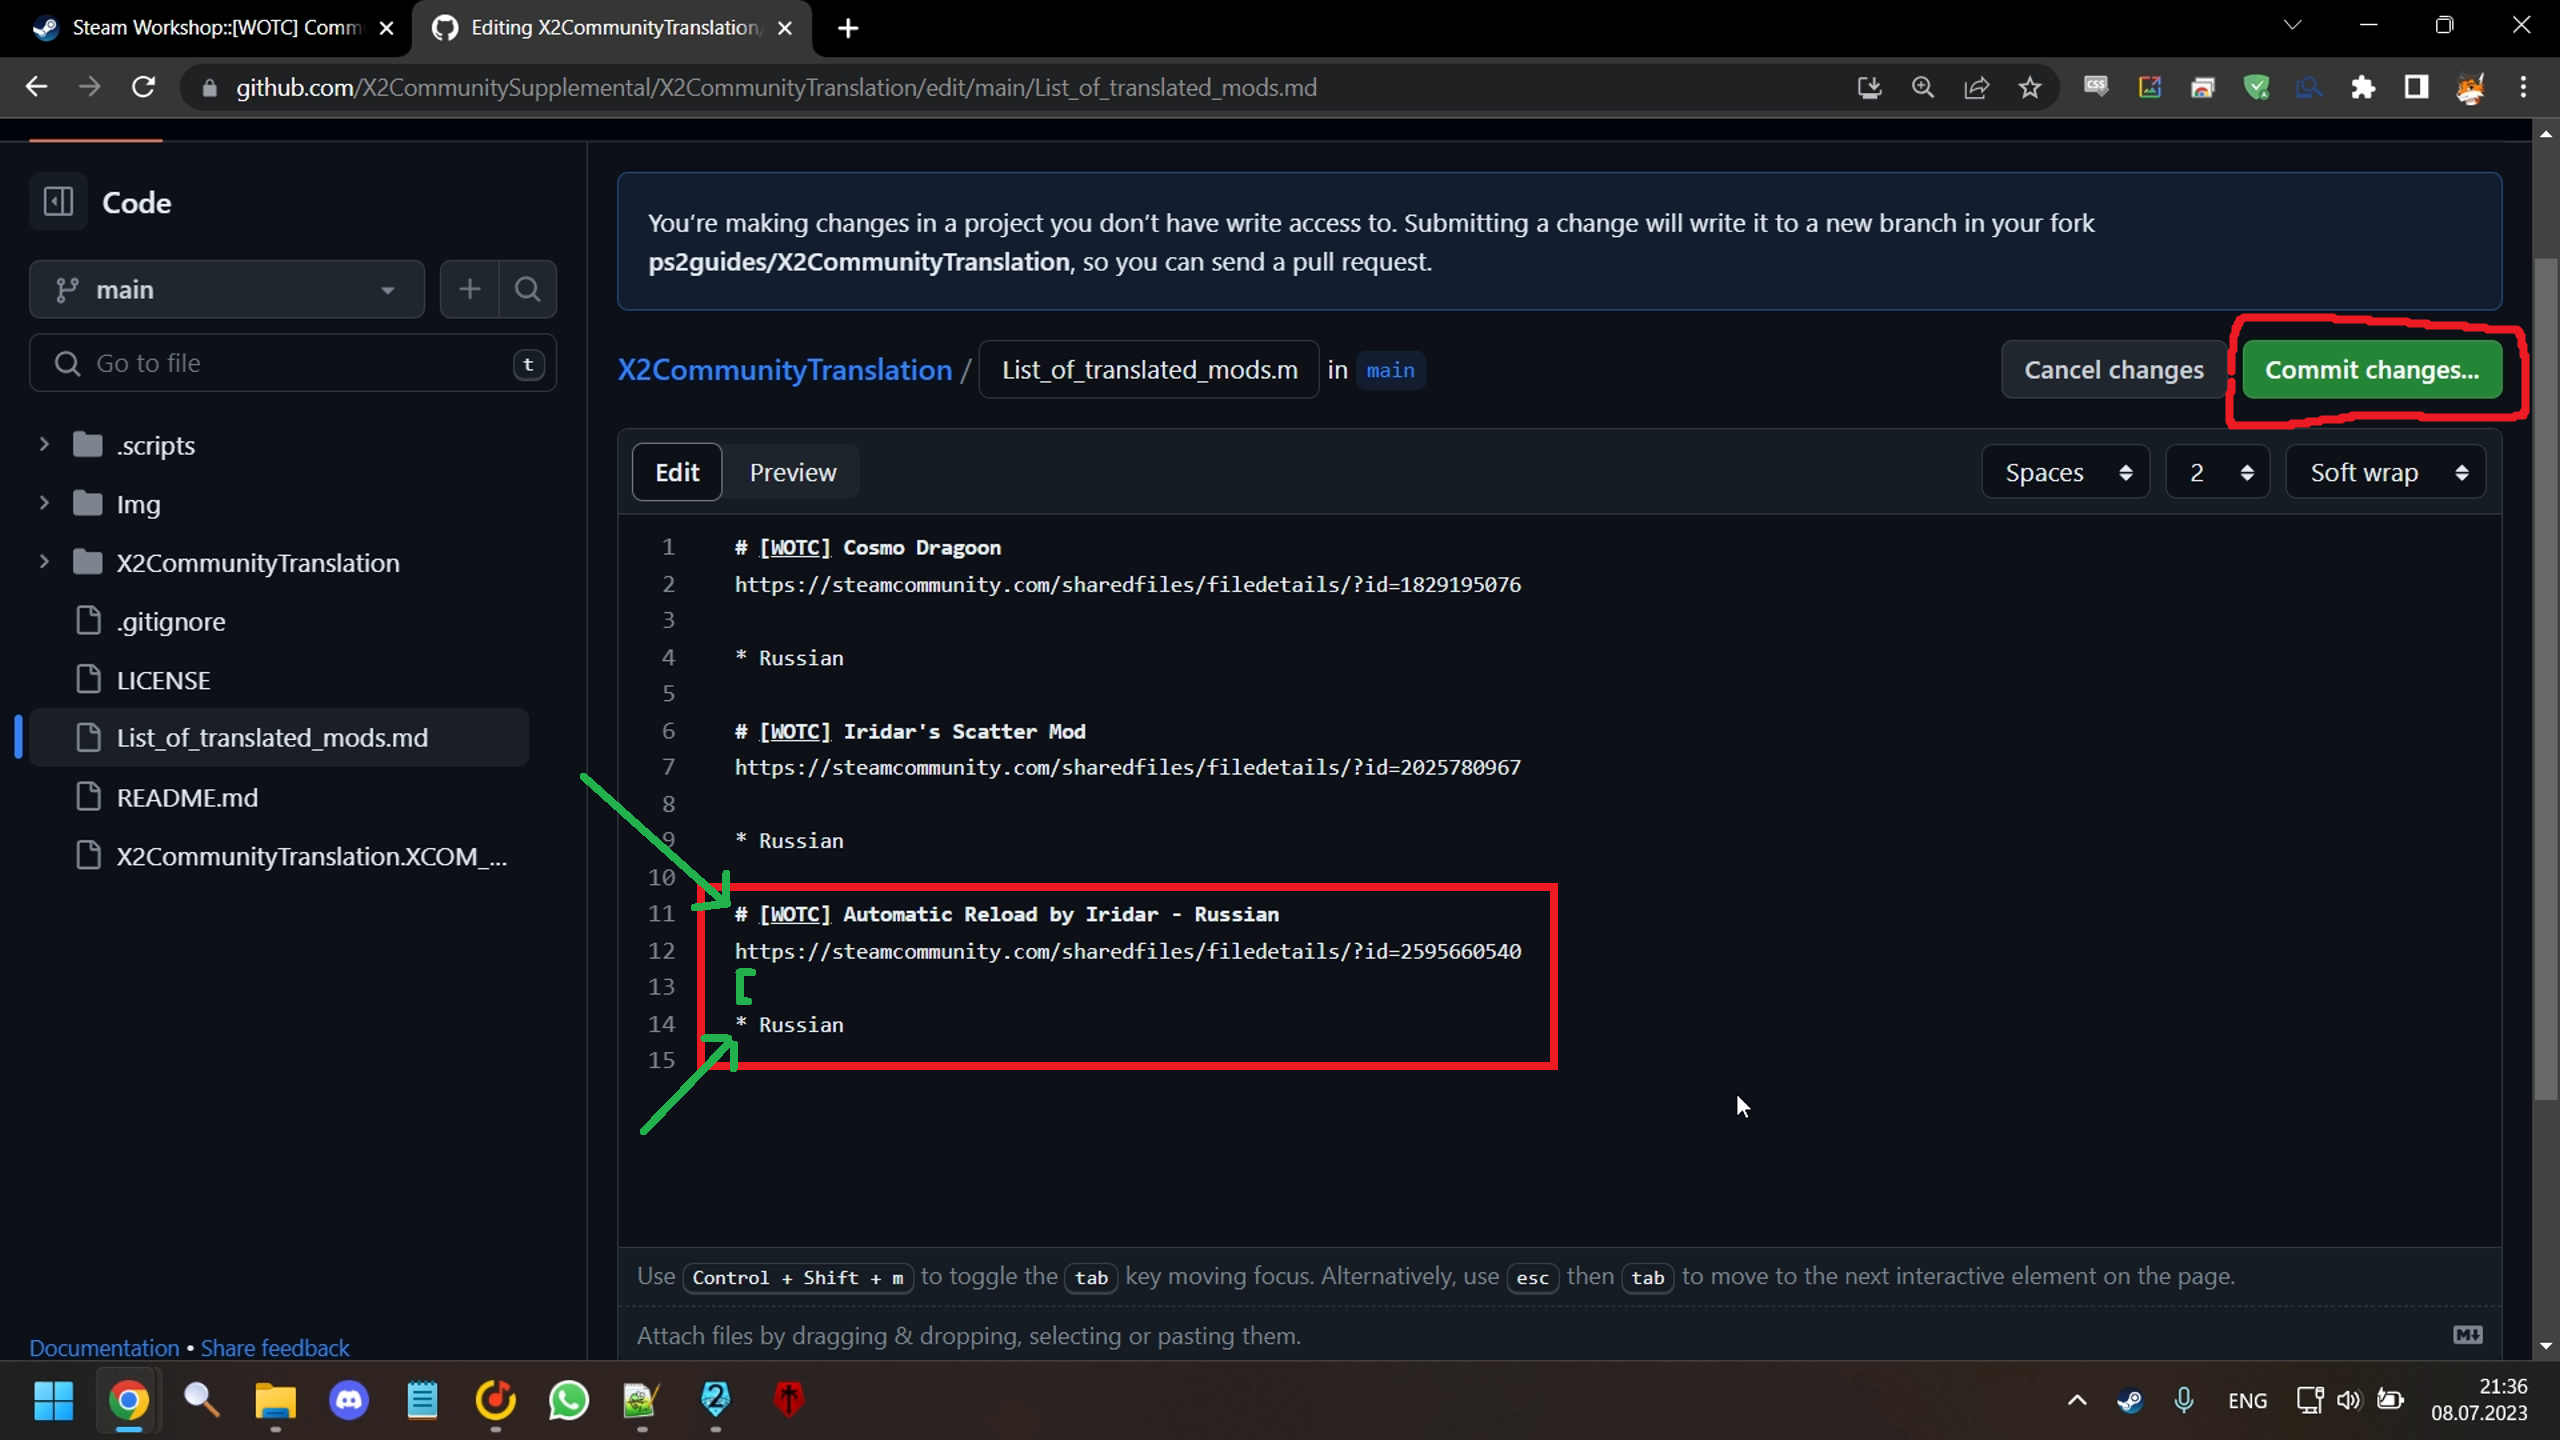 Steam Workshop::[WOTC] Comm
Editing X2CommunityTranslation/
github.com/X2CommunitySupplemental/X2CommunityTranslation/edit/main/List_of_translated_mods.md
Code
main
Go to file
t
.scripts
Img
X2CommunityTranslation
.gitignore
LICENSE
List_of_translated_mods.md
README.md
X2CommunityTranslation.XCOM_...
Documentation • Share feedback
You're making changes in a project you don't have write access to. Submitting a change will write it to a new branch in your fork
ps2guides/X2CommunityTranslation, so you can send a pull request.
X2CommunityTranslation / List_of_translated_mods.m in main
Cancel changes
Commit changes...
Edit
Preview
Spaces
2
Soft wrap
1 # [WOTC] Cosmo Dragoon
2 https://steamcommunity.com/sharedfiles/filedetails/?id=1829195076
3
4 * Russian
5
6 # [WOTC] Iridar's Scatter Mod
7 https://steamcommunity.com/sharedfiles/filedetails/?id=2025780967
8
9 * Russian
10
11 # [WOTC] Automatic Reload by Iridar - Russian
12 https://steamcommunity.com/sharedfiles/filedetails/?id=2595660540
13
14 * Russian
15
Use Control + Shift + m to toggle the tab key moving focus. Alternatively, use esc then tab to move to the next interactive element on the page.
Attach files by dragging & dropping, selecting or pasting them.
ENG
21:36
08.07.2023